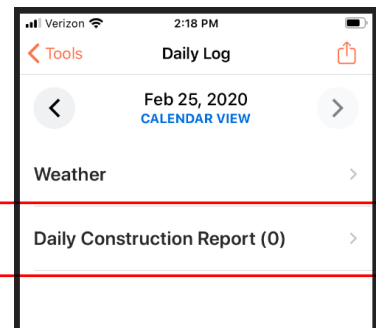 Verizon 2:18 PM
Tools Daily Log
Feb 25, 2020
CALENDAR VIEW
Weather
Daily Construction Report (0)